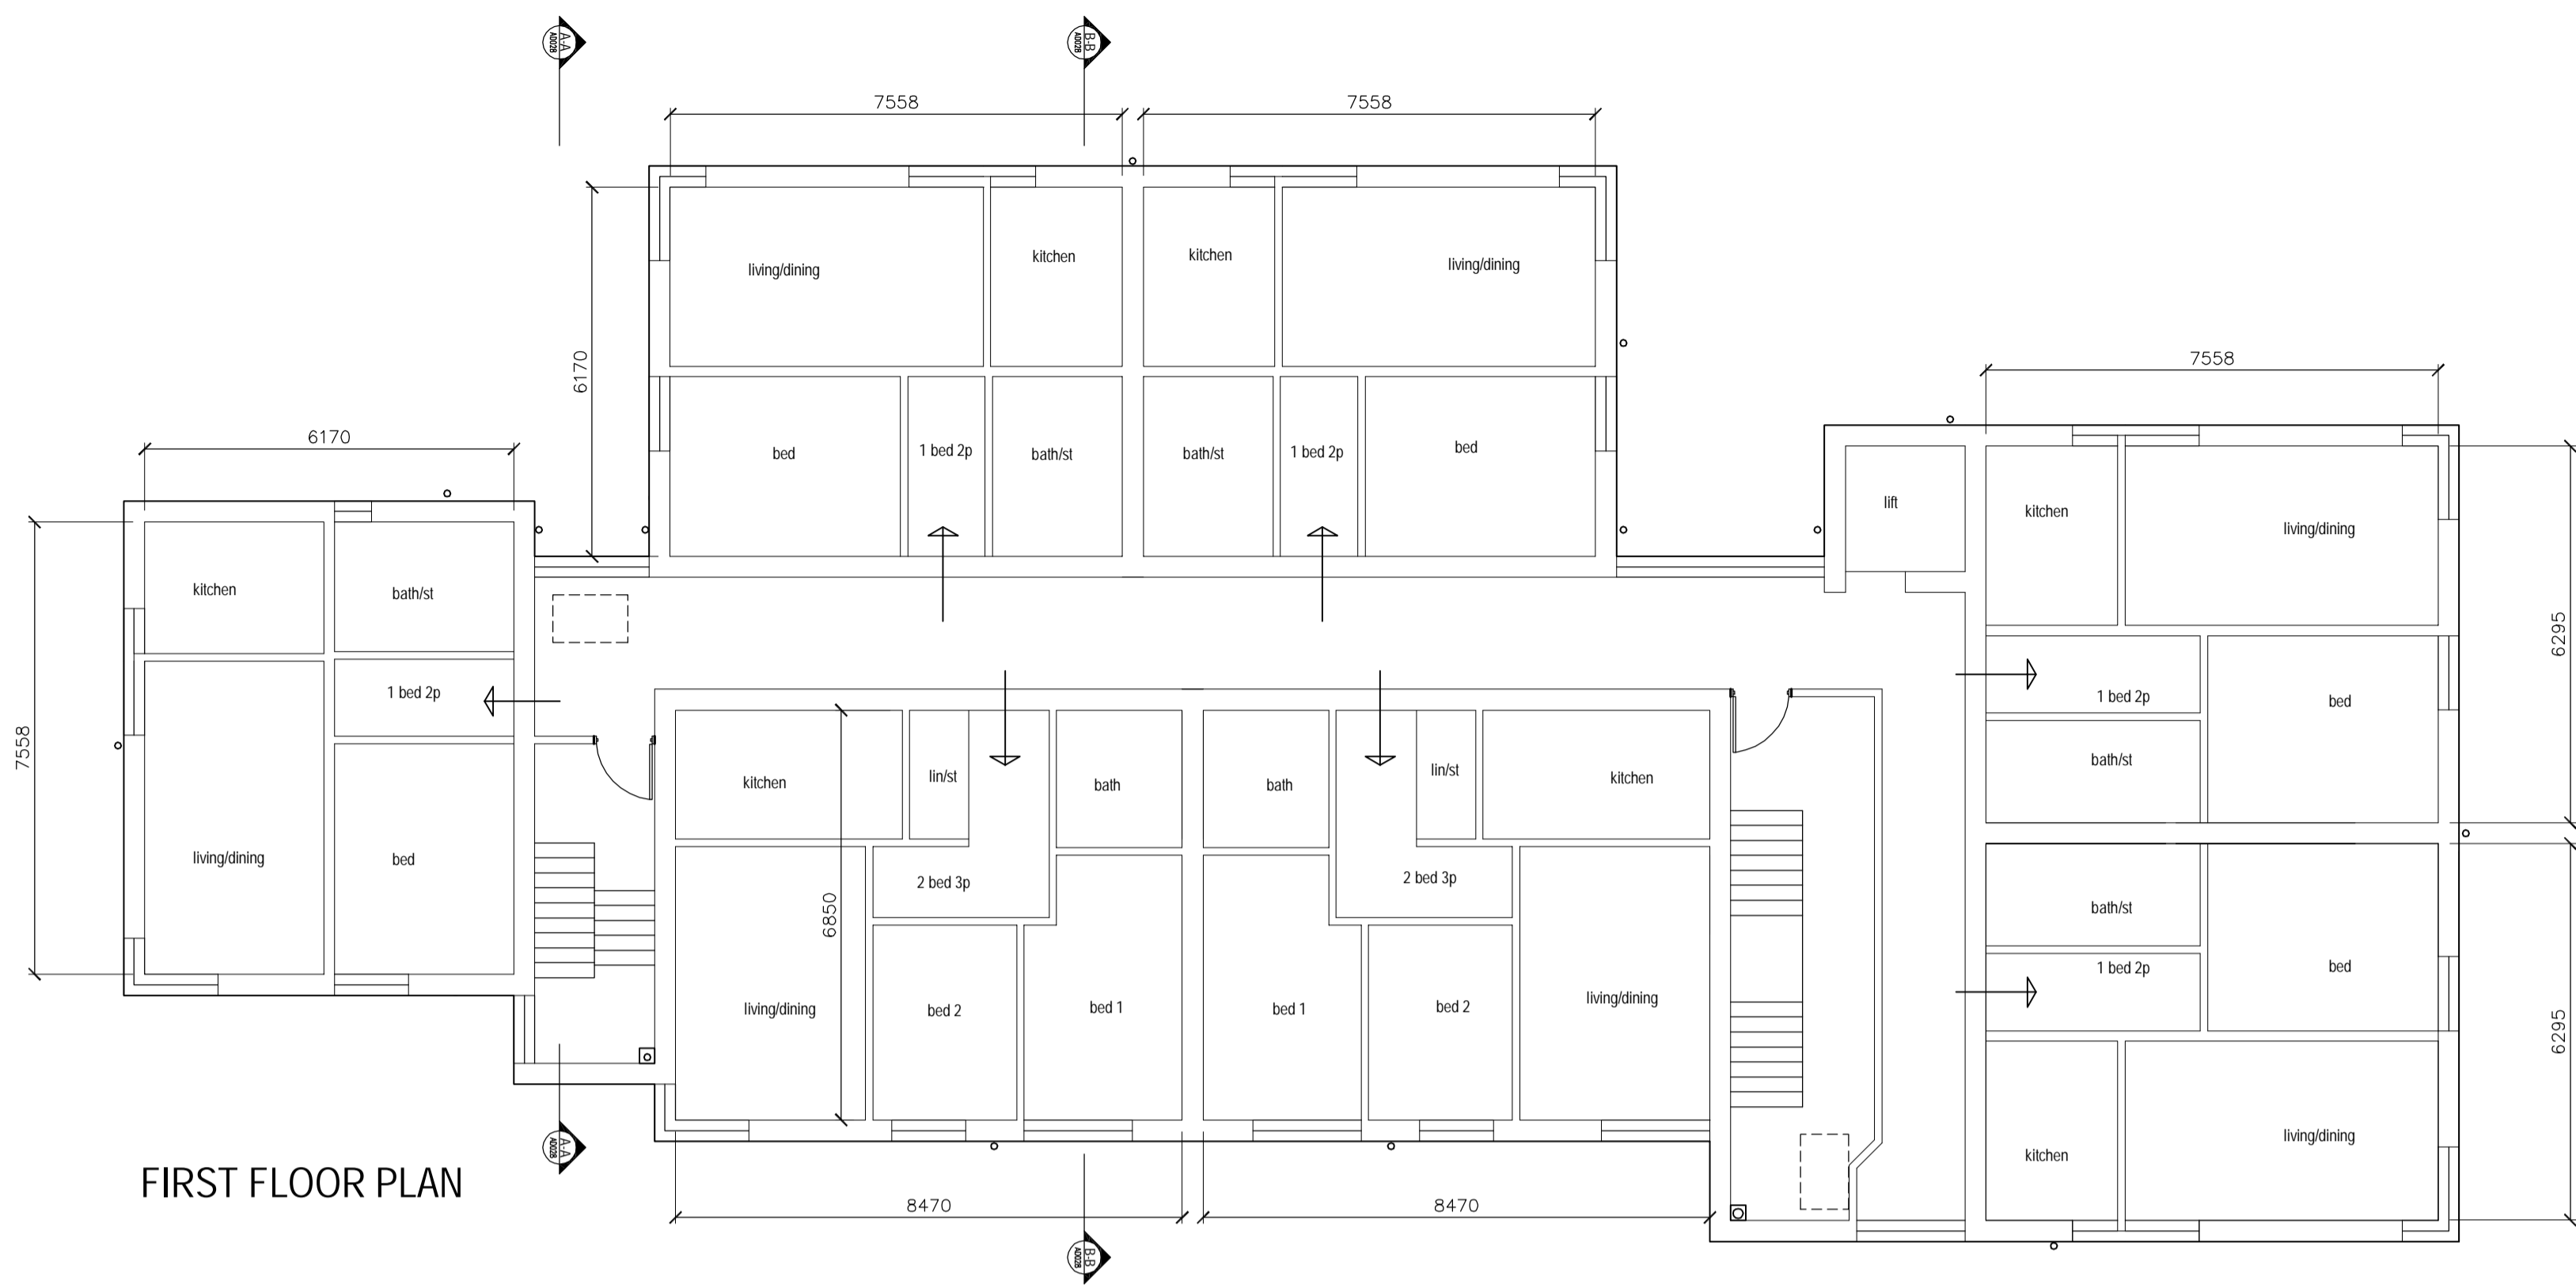 A-A
A002B
B-B
A002B
7558
7558
6170
living/dining
kitchen
kitchen
living/dining
bed
1 bed 2p
bath/st
bath/st
1 bed 2p
bed
6170
7558
kitchen
bath/st
1 bed 2p
living/dining
bed
7558
lift
kitchen
living/dining
6295
1 bed 2p
bed
bath/st
bath/st
1 bed 2p
bed
6295
kitchen
living/dining
kitchen
lin/st
bath
bath
lin/st
kitchen
6850
2 bed 3p
2 bed 3p
living/dining
bed 2
bed 1
bed 1
bed 2
living/dining
A-A
A002B
FIRST FLOOR PLAN
8470
8470
B-B
A002B